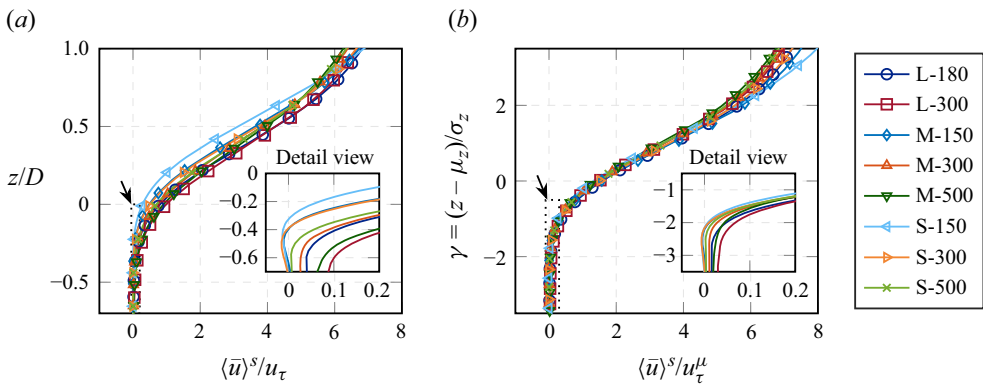 (a)
1.0
0.5
z/D
0
−0.5
0
2
4
6
8
⟨ū⟩ˢ/u_τ
Detail view
0
−0.2
−0.4
−0.6
0
0.1
0.2
(b)
2
0
−2
γ = (z − μ_z)/σ_z
0
2
4
6
8
⟨ū⟩ˢ/u_τ^μ
Detail view
−1
−2
−3
0
0.1
0.2
L-180
L-300
M-150
M-300
M-500
S-150
S-300
S-500